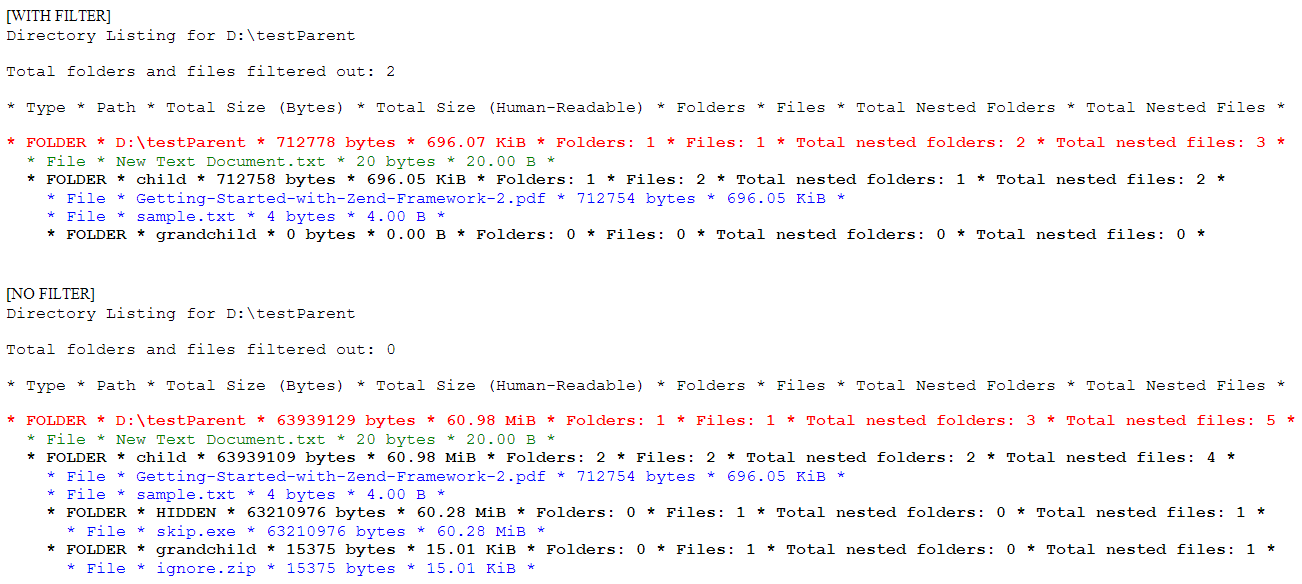 [WITH FILTER]
Directory Listing for D:\testParent
Total folders and files filtered out: 2
* Type * Path * Total Size (Bytes) * Total Size (Human-Readable) * Folders * Files * Total Nested Folders * Total Nested Files *
* FOLDER * D:\testParent * 712778 bytes * 696.07 KiB * Folders: 1 * Files: 1 * Total nested folders: 2 * Total nested files: 3 *
* File * New Text Document.txt * 20 bytes * 20.00 B *
* FOLDER * child * 712758 bytes * 696.05 KiB * Folders: 1 * Files: 2 * Total nested folders: 1 * Total nested files: 2 *
* File * Getting-Started-with-Zend-Framework-2.pdf * 712754 bytes * 696.05 KiB *
* File * sample.txt * 4 bytes * 4.00 B *
* FOLDER * grandchild * 0 bytes * 0.00 B * Folders: 0 * Files: 0 * Total nested folders: 0 * Total nested files: 0 *
[NO FILTER]
Directory Listing for D:\testParent
Total folders and files filtered out: 0
* Type * Path * Total Size (Bytes) * Total Size (Human-Readable) * Folders * Files * Total Nested Folders * Total Nested Files *
* FOLDER * D:\testParent * 63939129 bytes * 60.98 MiB * Folders: 1 * Files: 1 * Total nested folders: 3 * Total nested files: 5 *
* File * New Text Document.txt * 20 bytes * 20.00 B *
* FOLDER * child * 63939109 bytes * 60.98 MiB * Folders: 2 * Files: 2 * Total nested folders: 2 * Total nested files: 4 *
* File * Getting-Started-with-Zend-Framework-2.pdf * 712754 bytes * 696.05 KiB *
* File * sample.txt * 4 bytes * 4.00 B *
* FOLDER * HIDDEN * 63210976 bytes * 60.28 MiB * Folders: 0 * Files: 1 * Total nested folders: 0 * Total nested files: 1 *
* File * skip.exe * 63210976 bytes * 60.28 MiB *
* FOLDER * grandchild * 15375 bytes * 15.01 KiB * Folders: 0 * Files: 1 * Total nested folders: 0 * Total nested files: 1 *
* File * ignore.zip * 15375 bytes * 15.01 KiB *